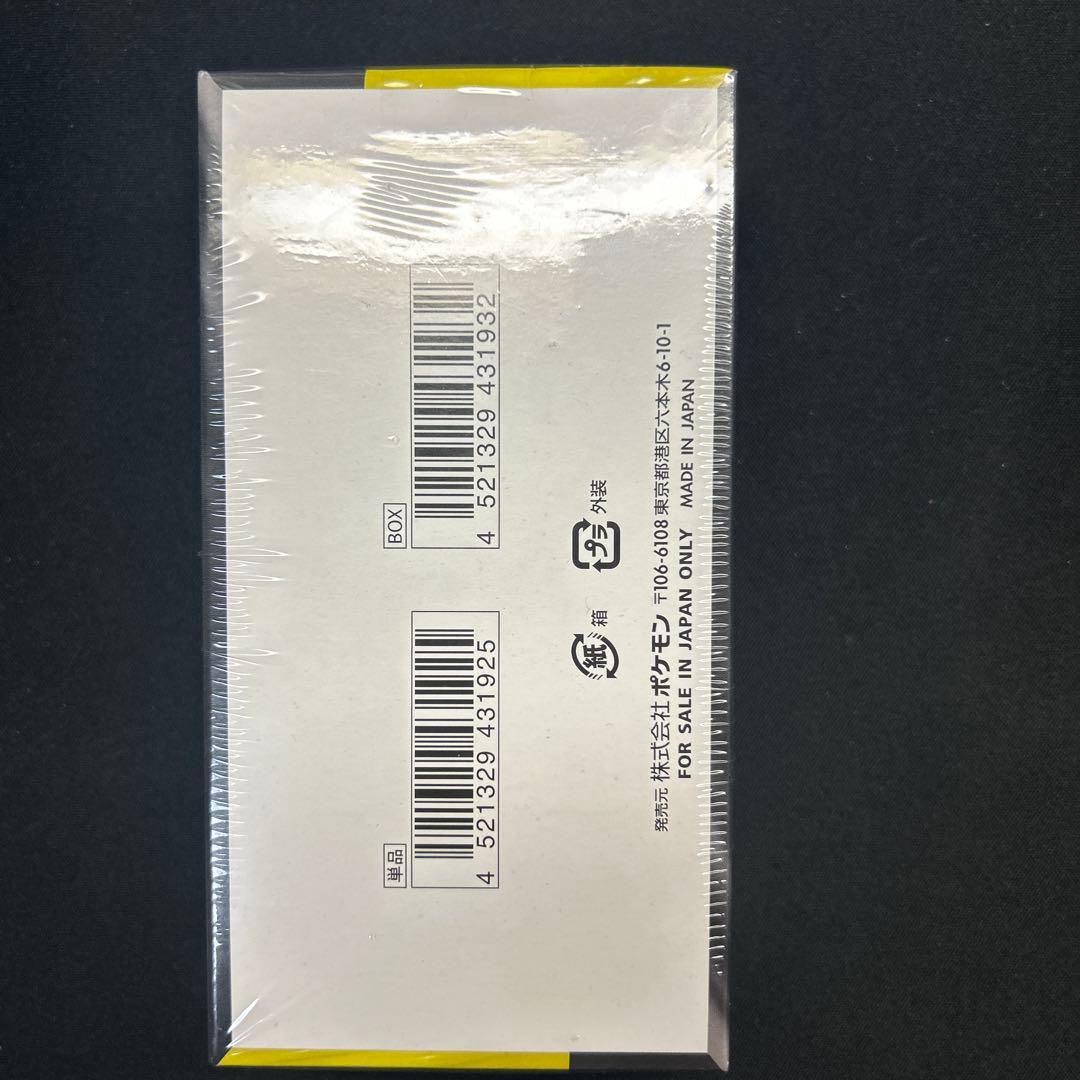 単品
4 521329 431925
BOX
4 521329 431932
紙 箱
プラ 外装
発売元 株式会社 ポケモン 〒106-6108 東京都港区六本木6-10-1
FOR SALE IN JAPAN ONLY MADE IN JAPAN